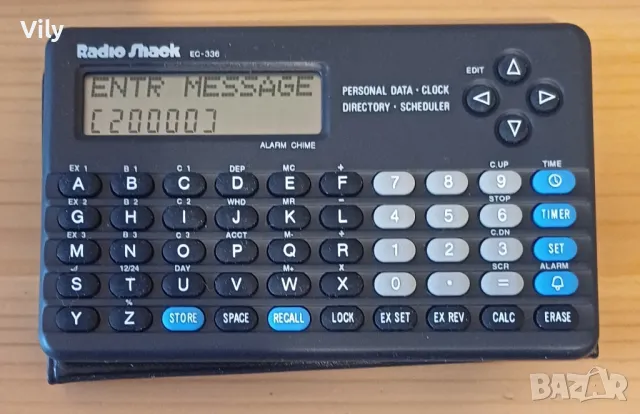 Vily
Radio Shack EC-336
ENTR MESSAGE
[20000]
PERSONAL DATA · CLOCK
DIRECTORY · SCHEDULER
EDIT
ALARM CHIME
EX 1 B 1 C 1 DEP MC + C.UP TIME
A B C D E F 7 8 9
EX 2 B 2 C 2 WHD MR − STOP
G H I J K L 4 5 6 TIMER
EX 3 B 3 C 3 ACCT M- ÷ C.DN
M N O P Q R 1 2 3 SET
12/24 DAY M+ X SCR ALARM
S T U V W X 0 · =
%
Y Z STORE SPACE RECALL LOCK EX SET EX REV CALC ERASE
BAZAR